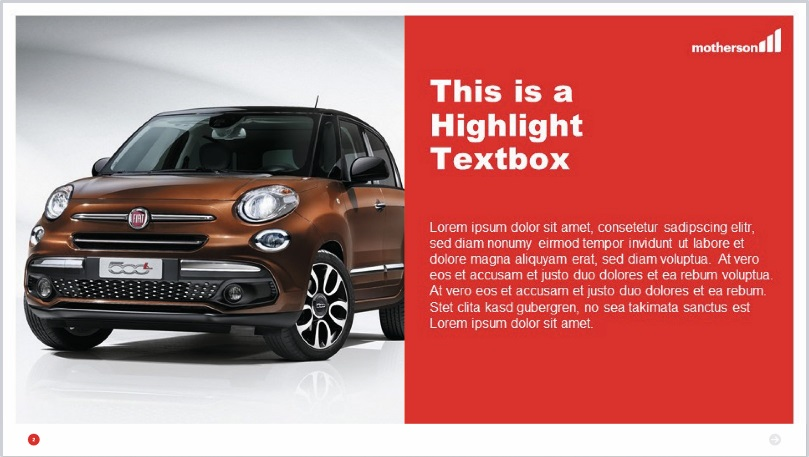 motherson
This is a
Highlight
Textbox
Lorem ipsum dolor sit amet, consetetur sadipscing elitr,
sed diam nonumy eirmod tempor invidunt ut labore et
dolore magna aliquyam erat, sed diam voluptua. At vero
eos et accusam et justo duo dolores et ea rebum voluptua.
At vero eos et accusam et justo duo dolores et ea rebum.
Stet clita kasd gubergren, no sea takimata sanctus est
Lorem ipsum dolor sit amet.
FIAT
500L
2